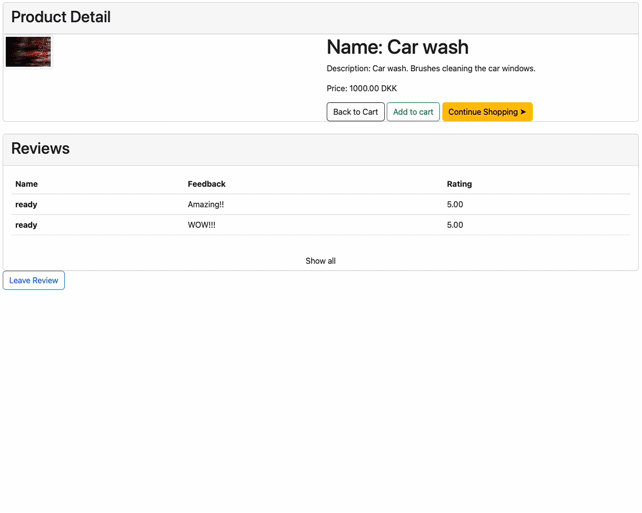 Product Detail
Name: Car wash
Description: Car wash. Brushes cleaning the car windows.
Price: 1000.00 DKK
Back to Cart Add to cart Continue Shopping ➤
Reviews
Name Feedback Rating
ready Amazing!! 5.00
ready WOW!!! 5.00
Show all
Leave Review